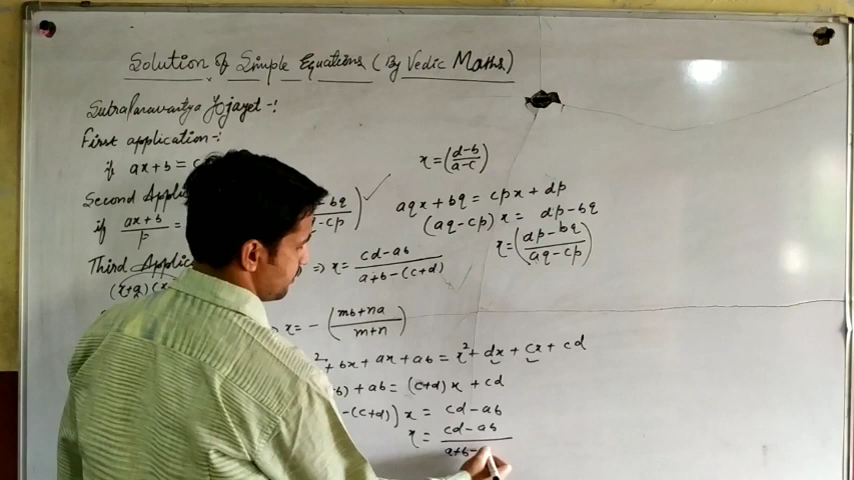 Solution of Simple Equations (By Vedic Maths)
Sutra Paravartya Yojayet -:
First application -:
if ax+b = c
x = (d-b/a-c)
Second Applic
if ax+b/p =
-bq/-cp)
aqx + bq = cpx + dp
(aq-cp) x = dp-bq
x = (dp-bq/aq-cp)
Third Applic
(x+a)(x
⇒ x = cd-ab/a+b-(c+d)
x = -(mb+na/m+n)
2 + bx + ax + ab = x² + dx + cx + cd
b) + ab = (c+d) x + cd
-(c+d)) x = cd-ab
x = cd-ab/a+b-